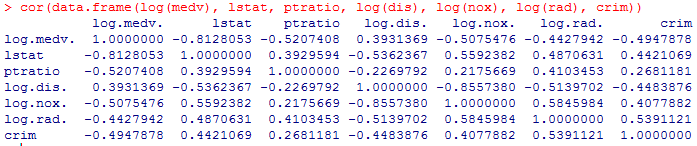 > cor(data.frame(log(medv), lstat, ptratio, log(dis), log(nox), log(rad), crim))
log.medv. lstat ptratio log.dis. log.nox. log.rad. crim
log.medv. 1.0000000 -0.8128053 -0.5207408 0.3931369 -0.5075476 -0.4427942 -0.4947878
lstat -0.8128053 1.0000000 0.3929594 -0.5362367 0.5592382 0.4870631 0.4421069
ptratio -0.5207408 0.3929594 1.0000000 -0.2269792 0.2175669 0.4103453 0.2681181
log.dis. 0.3931369 -0.5362367 -0.2269792 1.0000000 -0.8557380 -0.5139702 -0.4483876
log.nox. -0.5075476 0.5592382 0.2175669 -0.8557380 1.0000000 0.5845984 0.4077882
log.rad. -0.4427942 0.4870631 0.4103453 -0.5139702 0.5845984 1.0000000 0.5391121
crim -0.4947878 0.4421069 0.2681181 -0.4483876 0.4077882 0.5391121 1.0000000